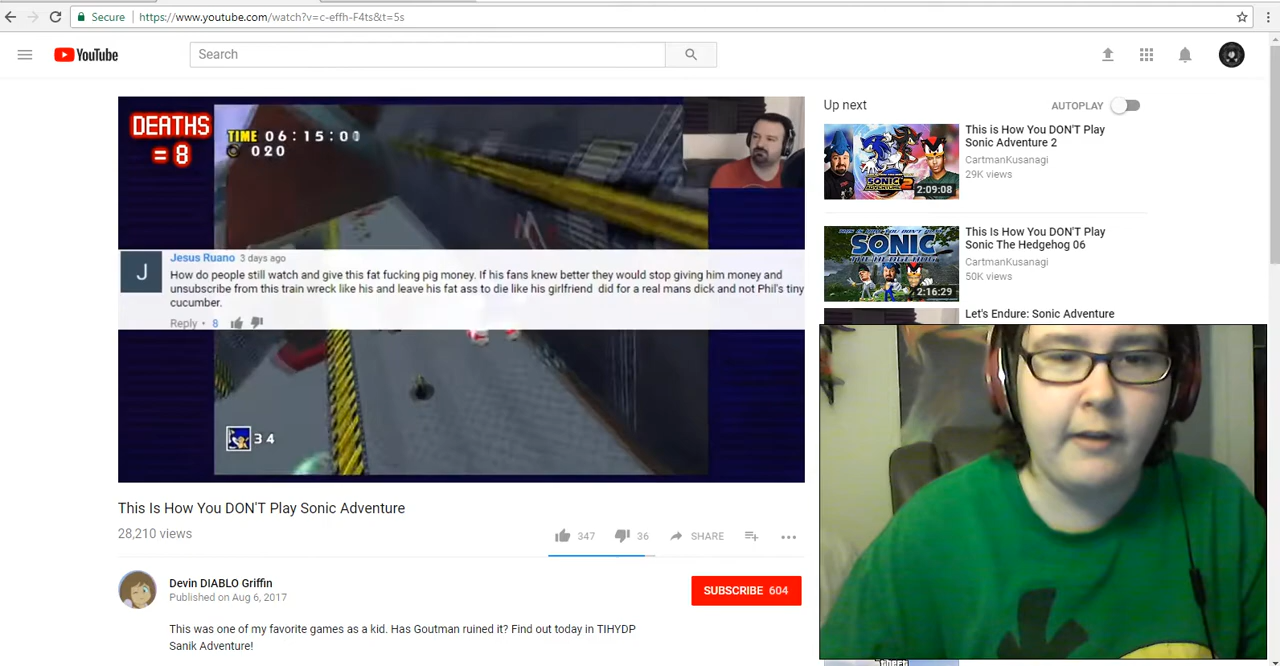 Secure
https://www.youtube.com/watch?v=c-effh-F4ts&t=5s
YouTube
Search
DEATHS
= 8
TIME 06:15:00
020
Jesus Ruano 3 days ago
How do people still watch and give this fat fucking pig money. If his fans knew better they would stop giving him money and
unsubscribe from this train wreck like his and leave his fat ass to die like his girlfriend did for a real mans dick and not Phil's tiny
cucumber.
Reply • 8
34
This Is How You DON'T Play Sonic Adventure
28,210 views
347
36
SHARE
Devin DIABLO Griffin
Published on Aug 6, 2017
SUBSCRIBE 604
This was one of my favorite games as a kid. Has Goutman ruined it? Find out today in TIHYDP
Sanik Adventure!
Up next
AUTOPLAY
SONIC
ADVENTURE
2
2:09:08
This is How You DON'T Play
Sonic Adventure 2
CartmanKusanagi
29K views
SONIC
2:16:29
This Is How You DON'T Play
Sonic The Hedgehog 06
CartmanKusanagi
50K views
Let's Endure: Sonic Adventure